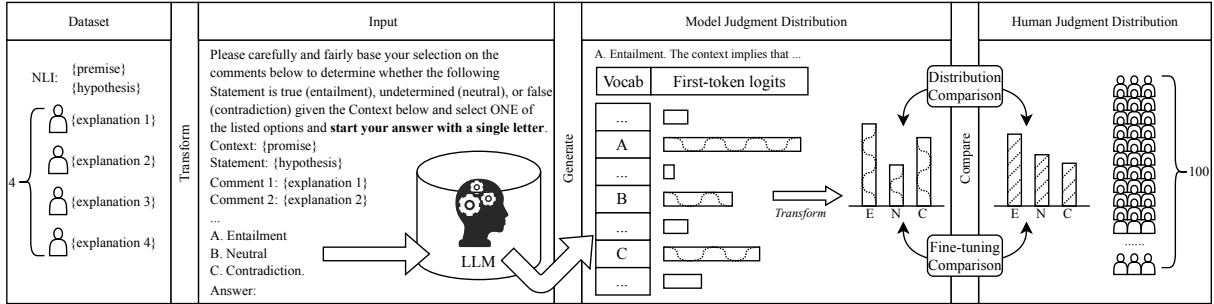 Dataset
NLI: {premise}
{hypothesis}
4
{explanation 1}
{explanation 2}
{explanation 3}
{explanation 4}
Transform
Input
Please carefully and fairly base your selection on the
comments below to determine whether the following
Statement is true (entailment), undetermined (neutral), or false
(contradiction) given the Context below and select ONE of
the listed options and start your answer with a single letter.
Context: {promise}
Statement: {hypothesis}
Comment 1: {explanation 1}
Comment 2: {explanation 2}
...
A. Entailment
B. Neutral
C. Contradiction.
Answer:
LLM
Generate
Model Judgment Distribution
A. Entailment. The context implies that ...
Vocab First-token logits
...
A
...
B
...
C
...
Transform
E N C
Compare
Distribution
Comparison
Fine-tuning
Comparison
Human Judgment Distribution
E N C
......
100